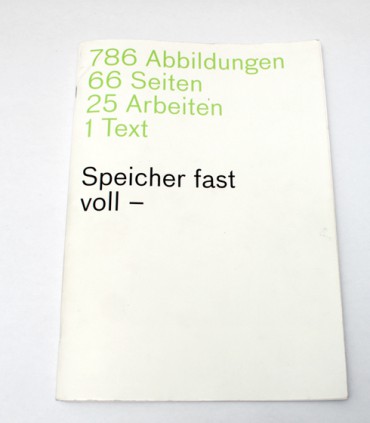 786 Abbildungen
66 Seiten
25 Arbeiten
1 Text
Speicher fast
voll –